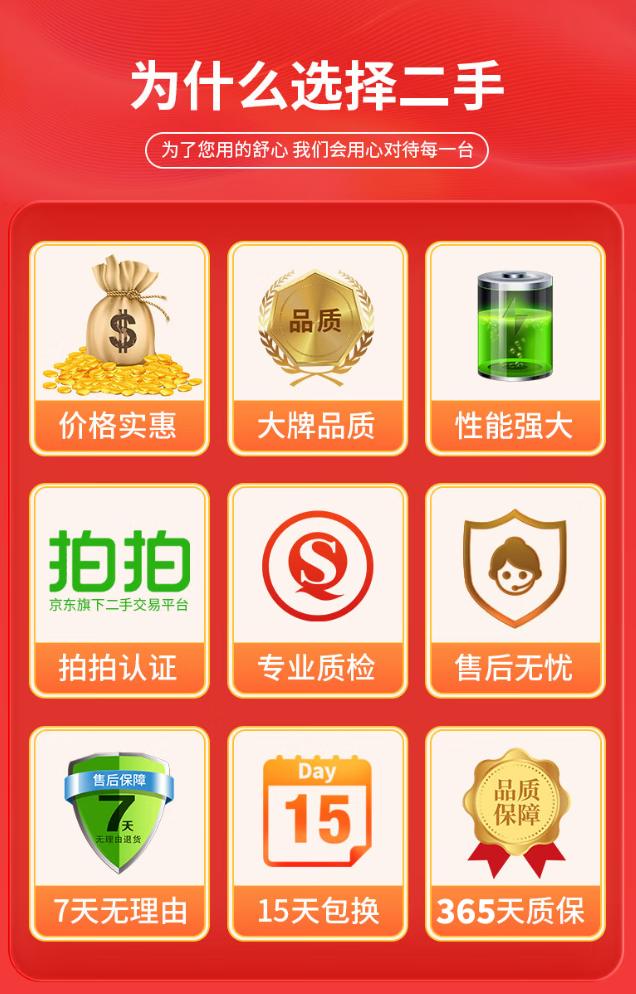 为什么选择二手
为了您用的舒心 我们会用心对待每一台
$
品质
价格实惠
大牌品质
性能强大
拍拍
京东旗下二手交易平台
S
拍拍认证
专业质检
售后无忧
售后保障
7天
无理由退货
Day
15
品质
保障
7天无理由
15天包换
365天质保